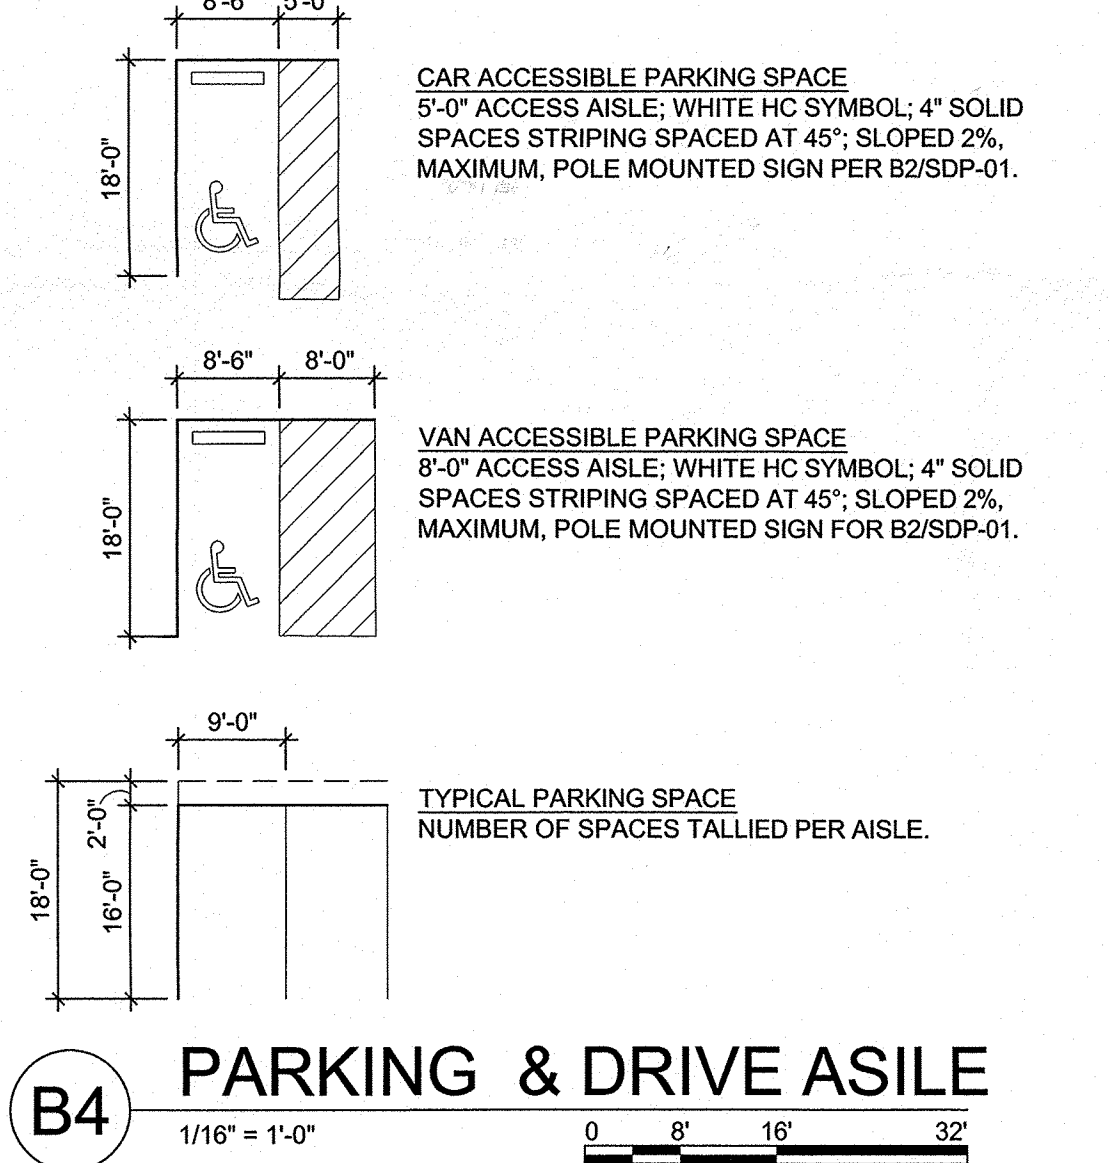 8'-6" 5'-0"
18'-0"
CAR ACCESSIBLE PARKING SPACE
5'-0" ACCESS AISLE; WHITE HC SYMBOL; 4" SOLID
SPACES STRIPING SPACED AT 45°; SLOPED 2%,
MAXIMUM, POLE MOUNTED SIGN PER B2/SDP-01.
8'-6" 8'-0"
18'-0"
VAN ACCESSIBLE PARKING SPACE
8'-0" ACCESS AISLE; WHITE HC SYMBOL; 4" SOLID
SPACES STRIPING SPACED AT 45°; SLOPED 2%,
MAXIMUM, POLE MOUNTED SIGN FOR B2/SDP-01.
9'-0"
2'-0"
18'-0"
16'-0"
TYPICAL PARKING SPACE
NUMBER OF SPACES TALLIED PER AISLE.
B4
PARKING & DRIVE ASILE
1/16" = 1'-0"
0 8' 16' 32'